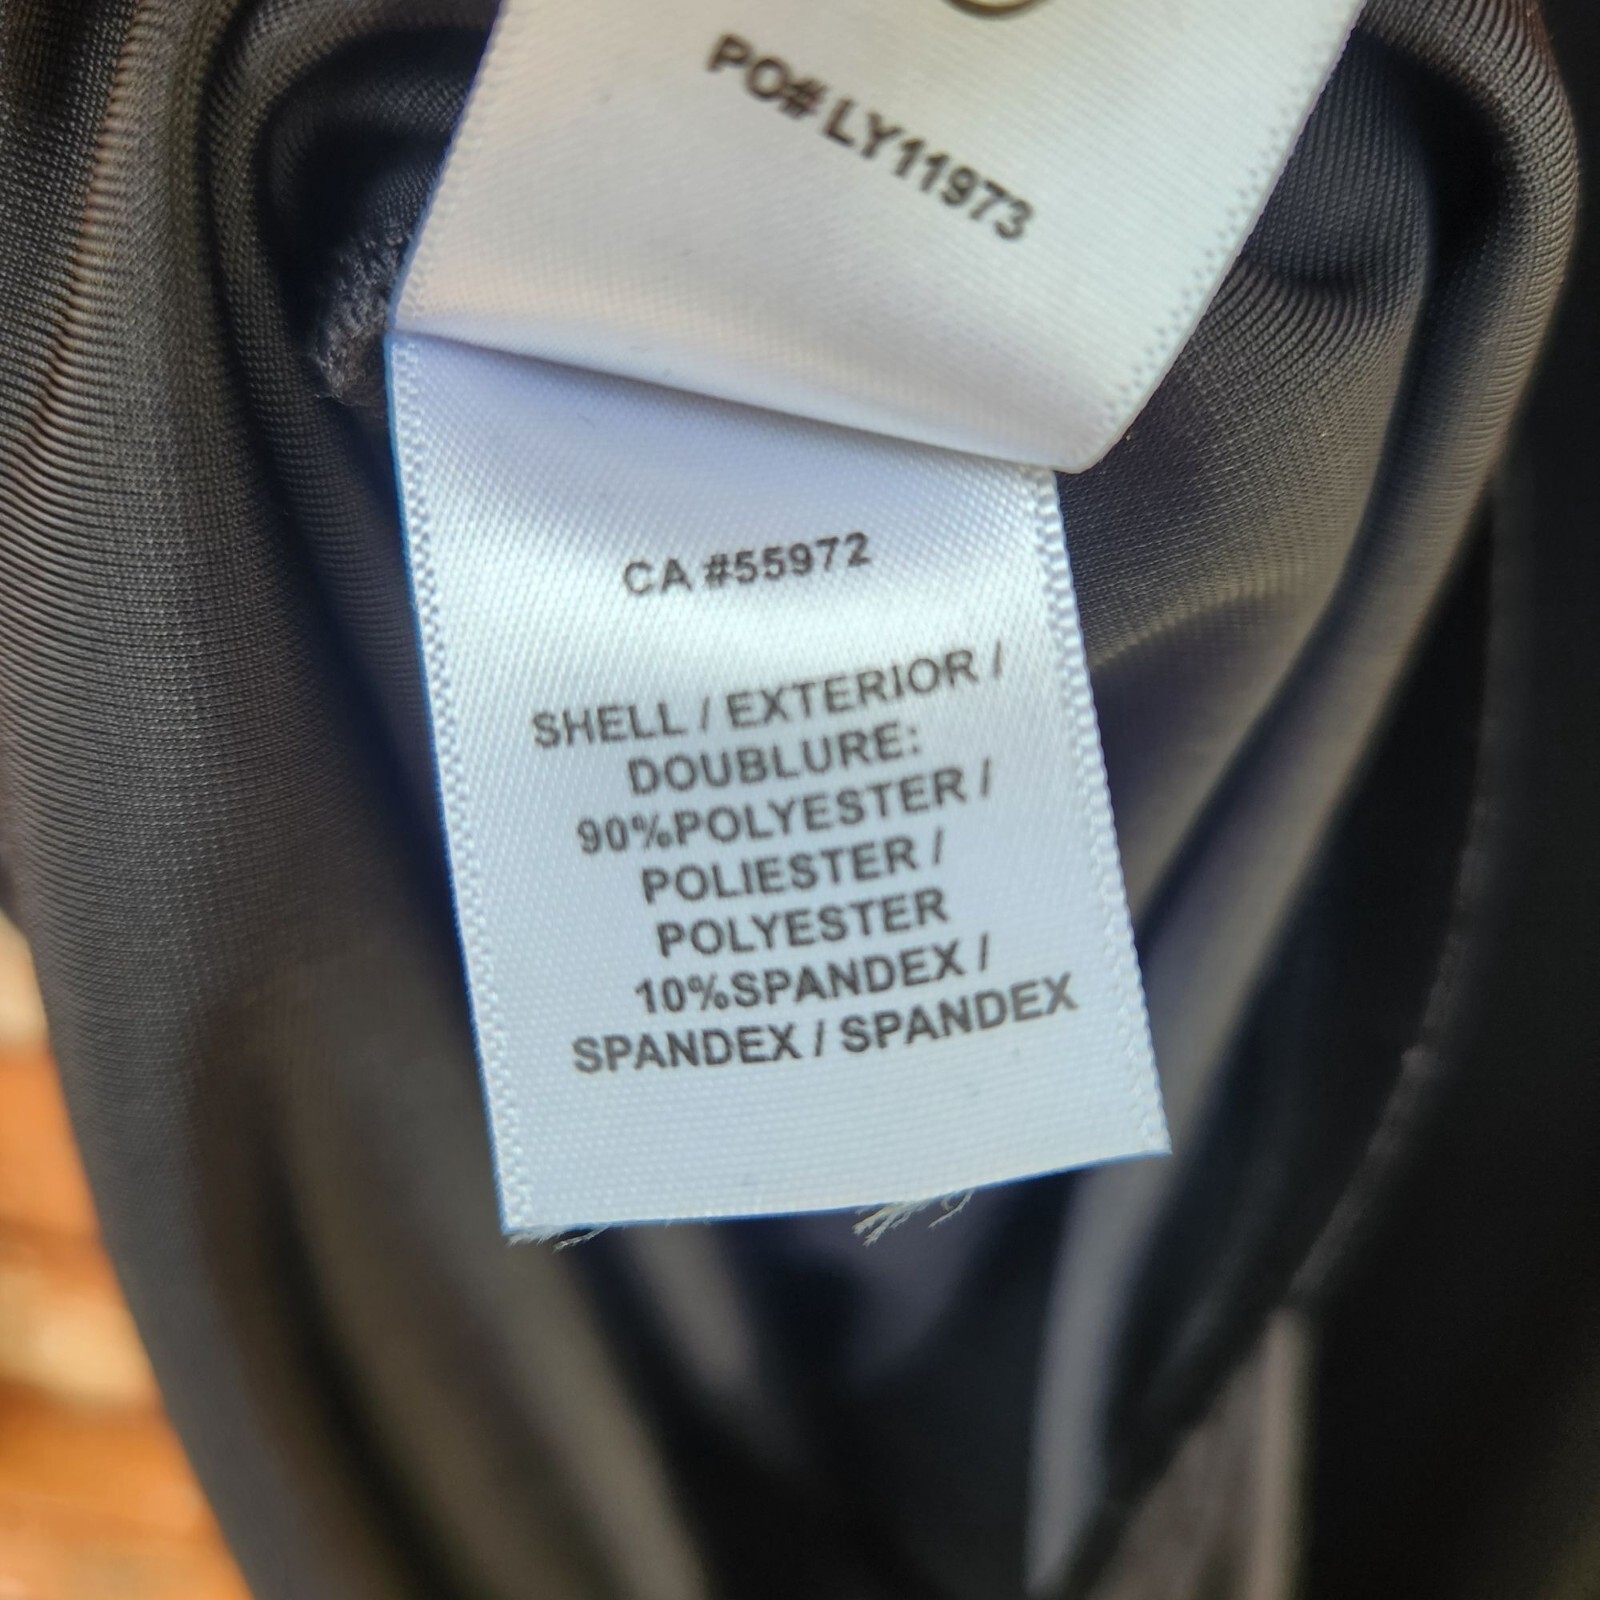 PO# LY11973
CA #55972
SHELL / EXTERIOR /
DOUBLURE:
90%POLYESTER /
POLIESTER /
POLYESTER
10%SPANDEX /
SPANDEX / SPANDEX